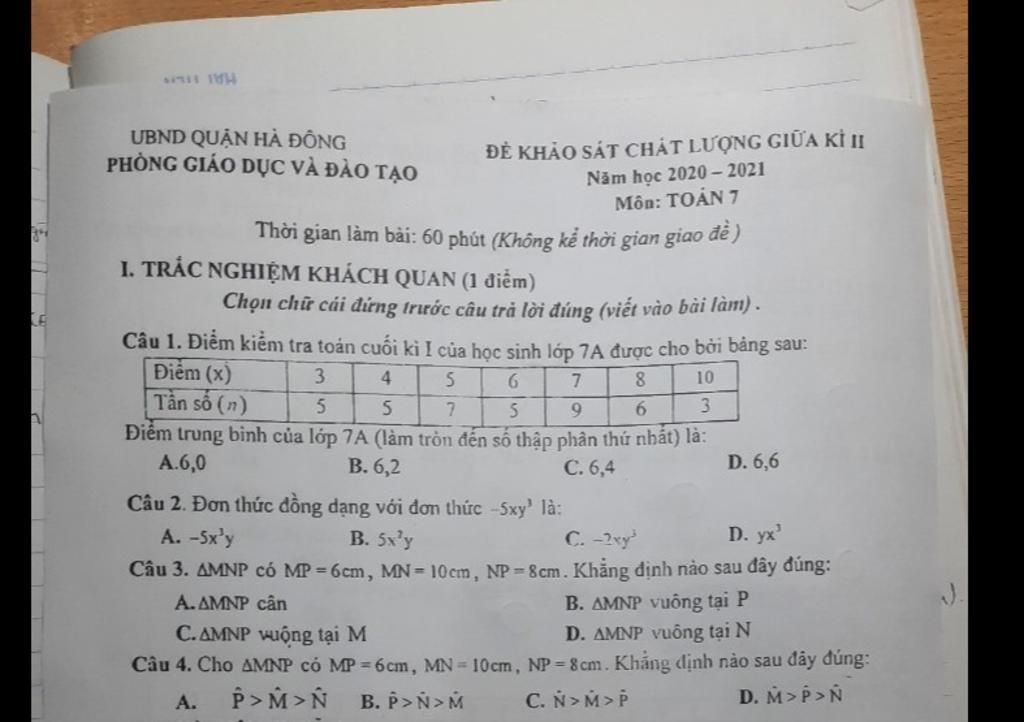 UBND QUẬN HÀ ĐÔNG
PHÒNG GIÁO DỤC VÀ ĐÀO TẠO
ĐỀ KHẢO SÁT CHẤT LƯỢNG GIỮA KÌ II
Năm học 2020 – 2021
Môn: TOÁN 7
Thời gian làm bài: 60 phút (Không kể thời gian giao đề)
I. TRẮC NGHIỆM KHÁCH QUAN (1 điểm)
Chọn chữ cái đứng trước câu trả lời đúng (viết vào bài làm) .
Câu 1. Điểm kiểm tra toán cuối kì I của học sinh lớp 7A được cho bởi bảng sau:
Điểm (x) 3 4 5 6 7 8 10
Tần số (n) 5 5 7 5 9 6 3
Điểm trung bình của lớp 7A (làm tròn đến số thập phân thứ nhất) là:
A.6,0 B. 6,2 C. 6,4 D. 6,6
Câu 2. Đơn thức đồng dạng với đơn thức −5xy³ là:
A. −5x³y B. 5x²y C. −2xy³ D. yx³
Câu 3. ΔMNP có MP = 6cm, MN = 10cm, NP = 8cm. Khẳng định nào sau đây đúng:
A. ΔMNP cân B. ΔMNP vuông tại P
C. ΔMNP vuộng tại M D. ΔMNP vuông tại N
Câu 4. Cho ΔMNP có MP = 6cm, MN = 10cm, NP = 8cm. Khẳng định nào sau đây đúng:
A. P̂ > M̂ > N̂ B. P̂ > N̂ > M̂ C. N̂ > M̂ > P̂ D. M̂ > P̂ > N̂